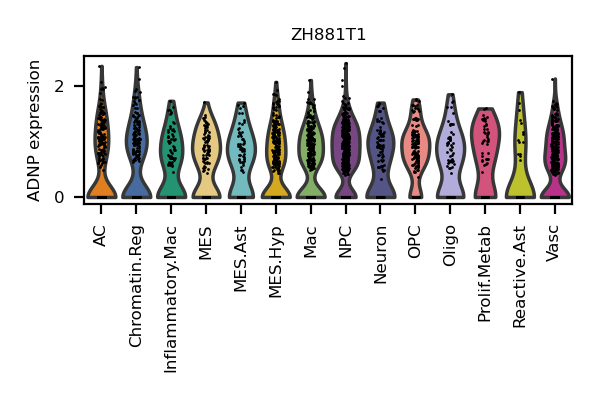 ZH881T1
ADNP expression
2
0
AC
Chromatin.Reg
Inflammatory.Mac
MES
MES.Ast
MES.Hyp
Mac
NPC
Neuron
OPC
Oligo
Prolif.Metab
Reactive.Ast
Vasc